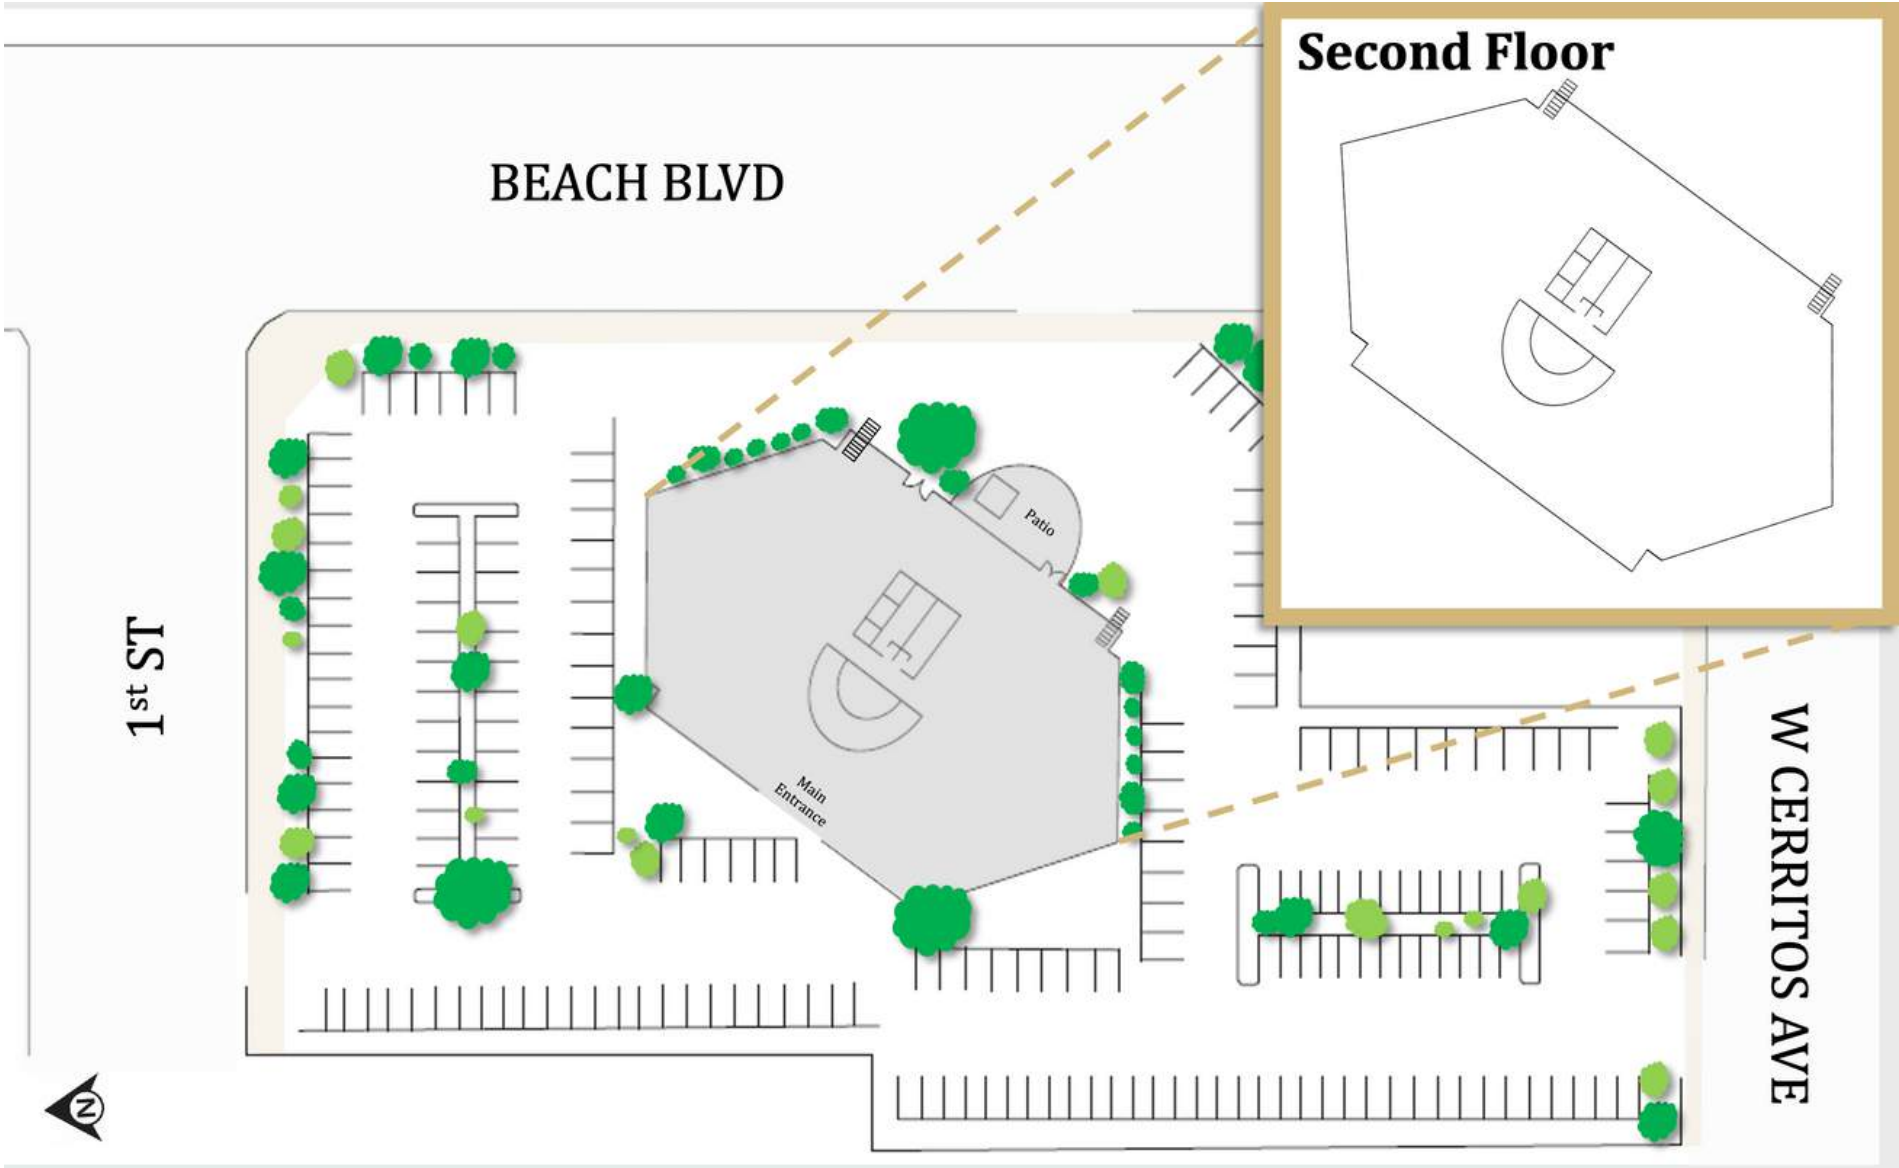 Second Floor
BEACH BLVD
Patio
1st ST
Main
Entrance
W CERRITOS AVE
N